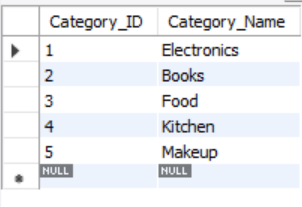 Category_ID Category_Name
1 Electronics
2 Books
3 Food
4 Kitchen
5 Makeup
NULL NULL